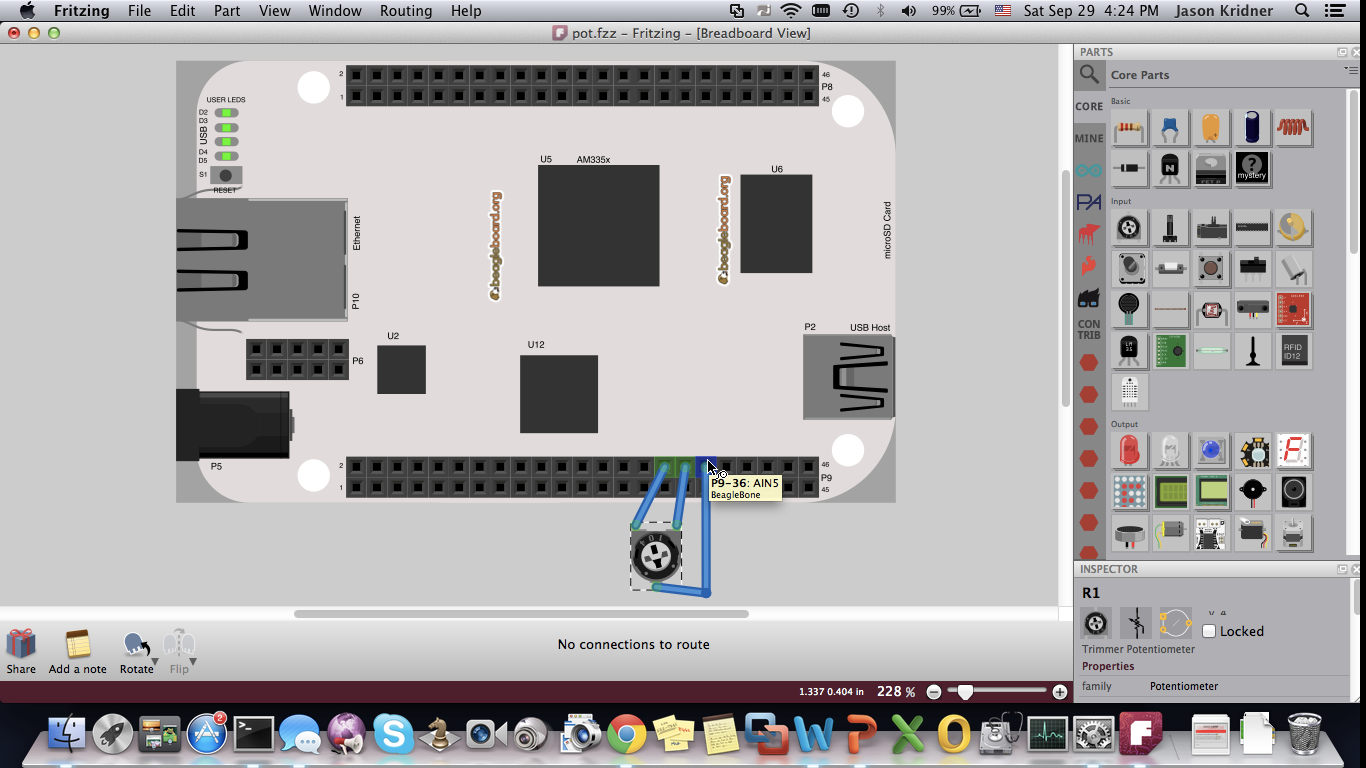 Fritzing File Edit Part View Window Routing Help 99% Sat Sep 29 4:24 PM Jason Kridner
pot.fzz – Fritzing – [Breadboard View]
PARTS
Core Parts
CORE
MINE
PA
CON
TRIB
Basic
mystery
Input
LM
35
RFID
ID12
Output
2
1
46
45
P8
USER LEDS
D2
D3
USB
D4
D5
S1
RESET
U5 AM335x
U6
beagleboard.org
beagleboard.org
Ethernet
P10
microSD Card
U2
U12
P6
P2 USB Host
P5
2
1
46
45
P9
P9-36: AIN5
BeagleBone
INSPECTOR
R1
Locked
Trimmer Potentiometer
Properties
family Potentiometer
Share
Add a note
Rotate
Flip
No connections to route
1.337 0.404 in 228 %
2